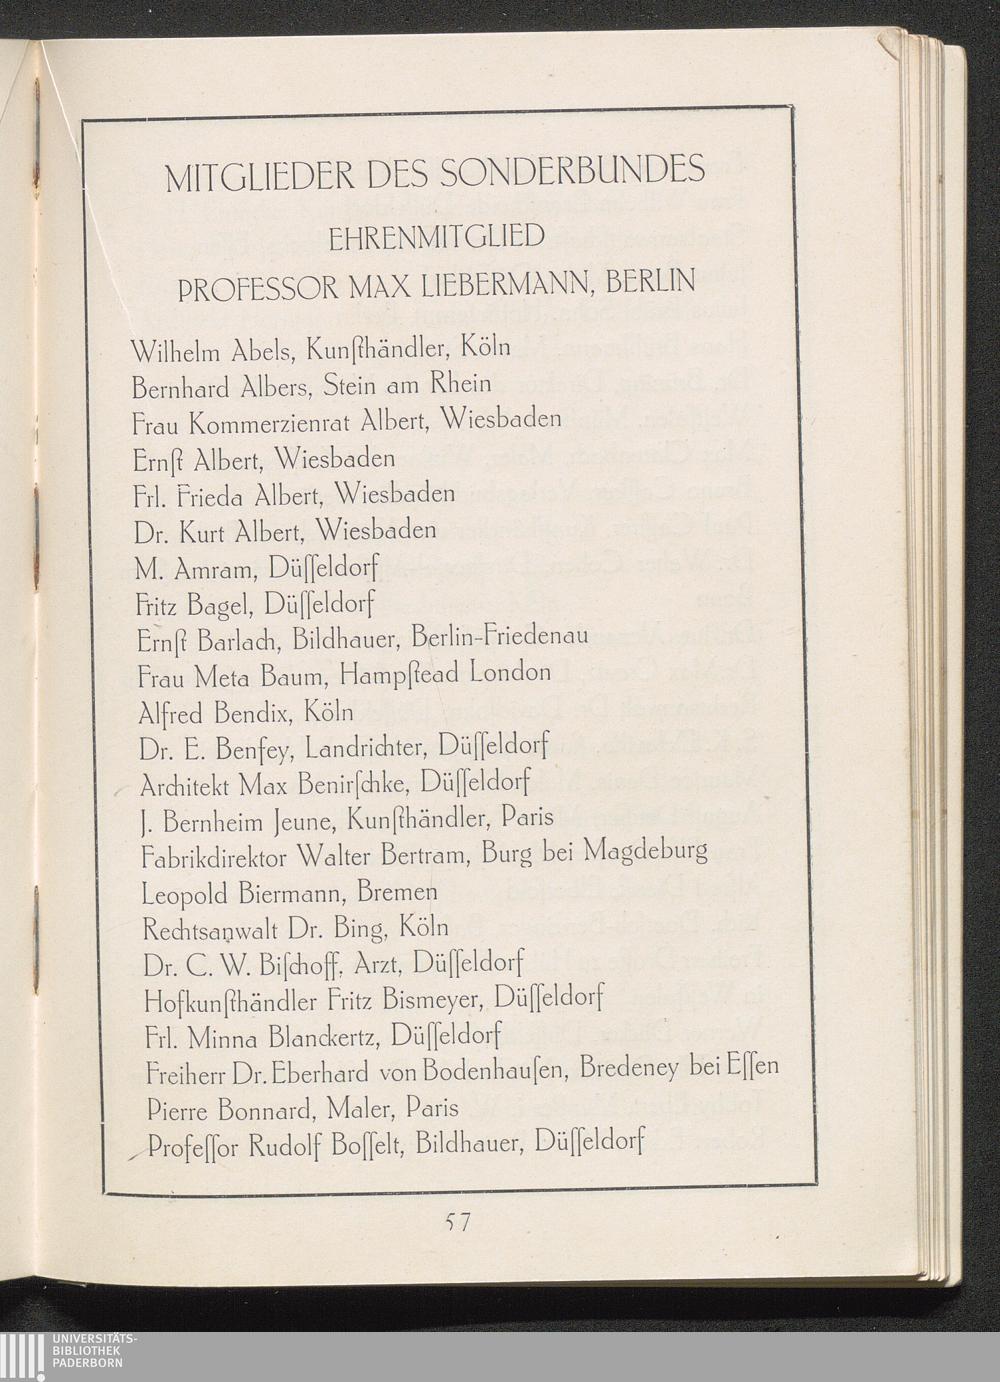 MITGLIEDER DES SONDERBUNDES
EHRENMITGLIED
PROFESSOR MAX LIEBERMANN, BERLIN
Wilhelm Abels, Kunſthändler, Köln
Bernhard Albers, Stein am Rhein
Frau Kommerzienrat Albert, Wiesbaden
Ernſt Albert, Wiesbaden
Frl. Frieda Albert, Wiesbaden
Dr. Kurt Albert, Wiesbaden
M. Amram, Düſſeldorf
Fritz Bagel, Düſſeldorf
Ernſt Barlach, Bildhauer, Berlin-Friedenau
Frau Meta Baum, Hampſtead London
Alfred Bendix, Köln
Dr. E. Benfey, Landrichter, Düſſeldorf
Architekt Max Benirſchke, Düſſeldorf
J. Bernheim Jeune, Kunſthändler, Paris
Fabrikdirektor Walter Bertram, Burg bei Magdeburg
Leopold Biermann, Bremen
Rechtsanwalt Dr. Bing, Köln
Dr. C. W. Biſchoff, Arzt, Düſſeldorf
Hofkunſthändler Fritz Bismeyer, Düſſeldorf
Frl. Minna Blanckertz, Düſſeldorf
Freiherr Dr. Eberhard von Bodenhauſen, Bredeney bei Eſſen
Pierre Bonnard, Maler, Paris
Profeſſor Rudolf Boſſelt, Bildhauer, Düſſeldorf
57
UNIVERSITÄTS-
BIBLIOTHEK
PADERBORN